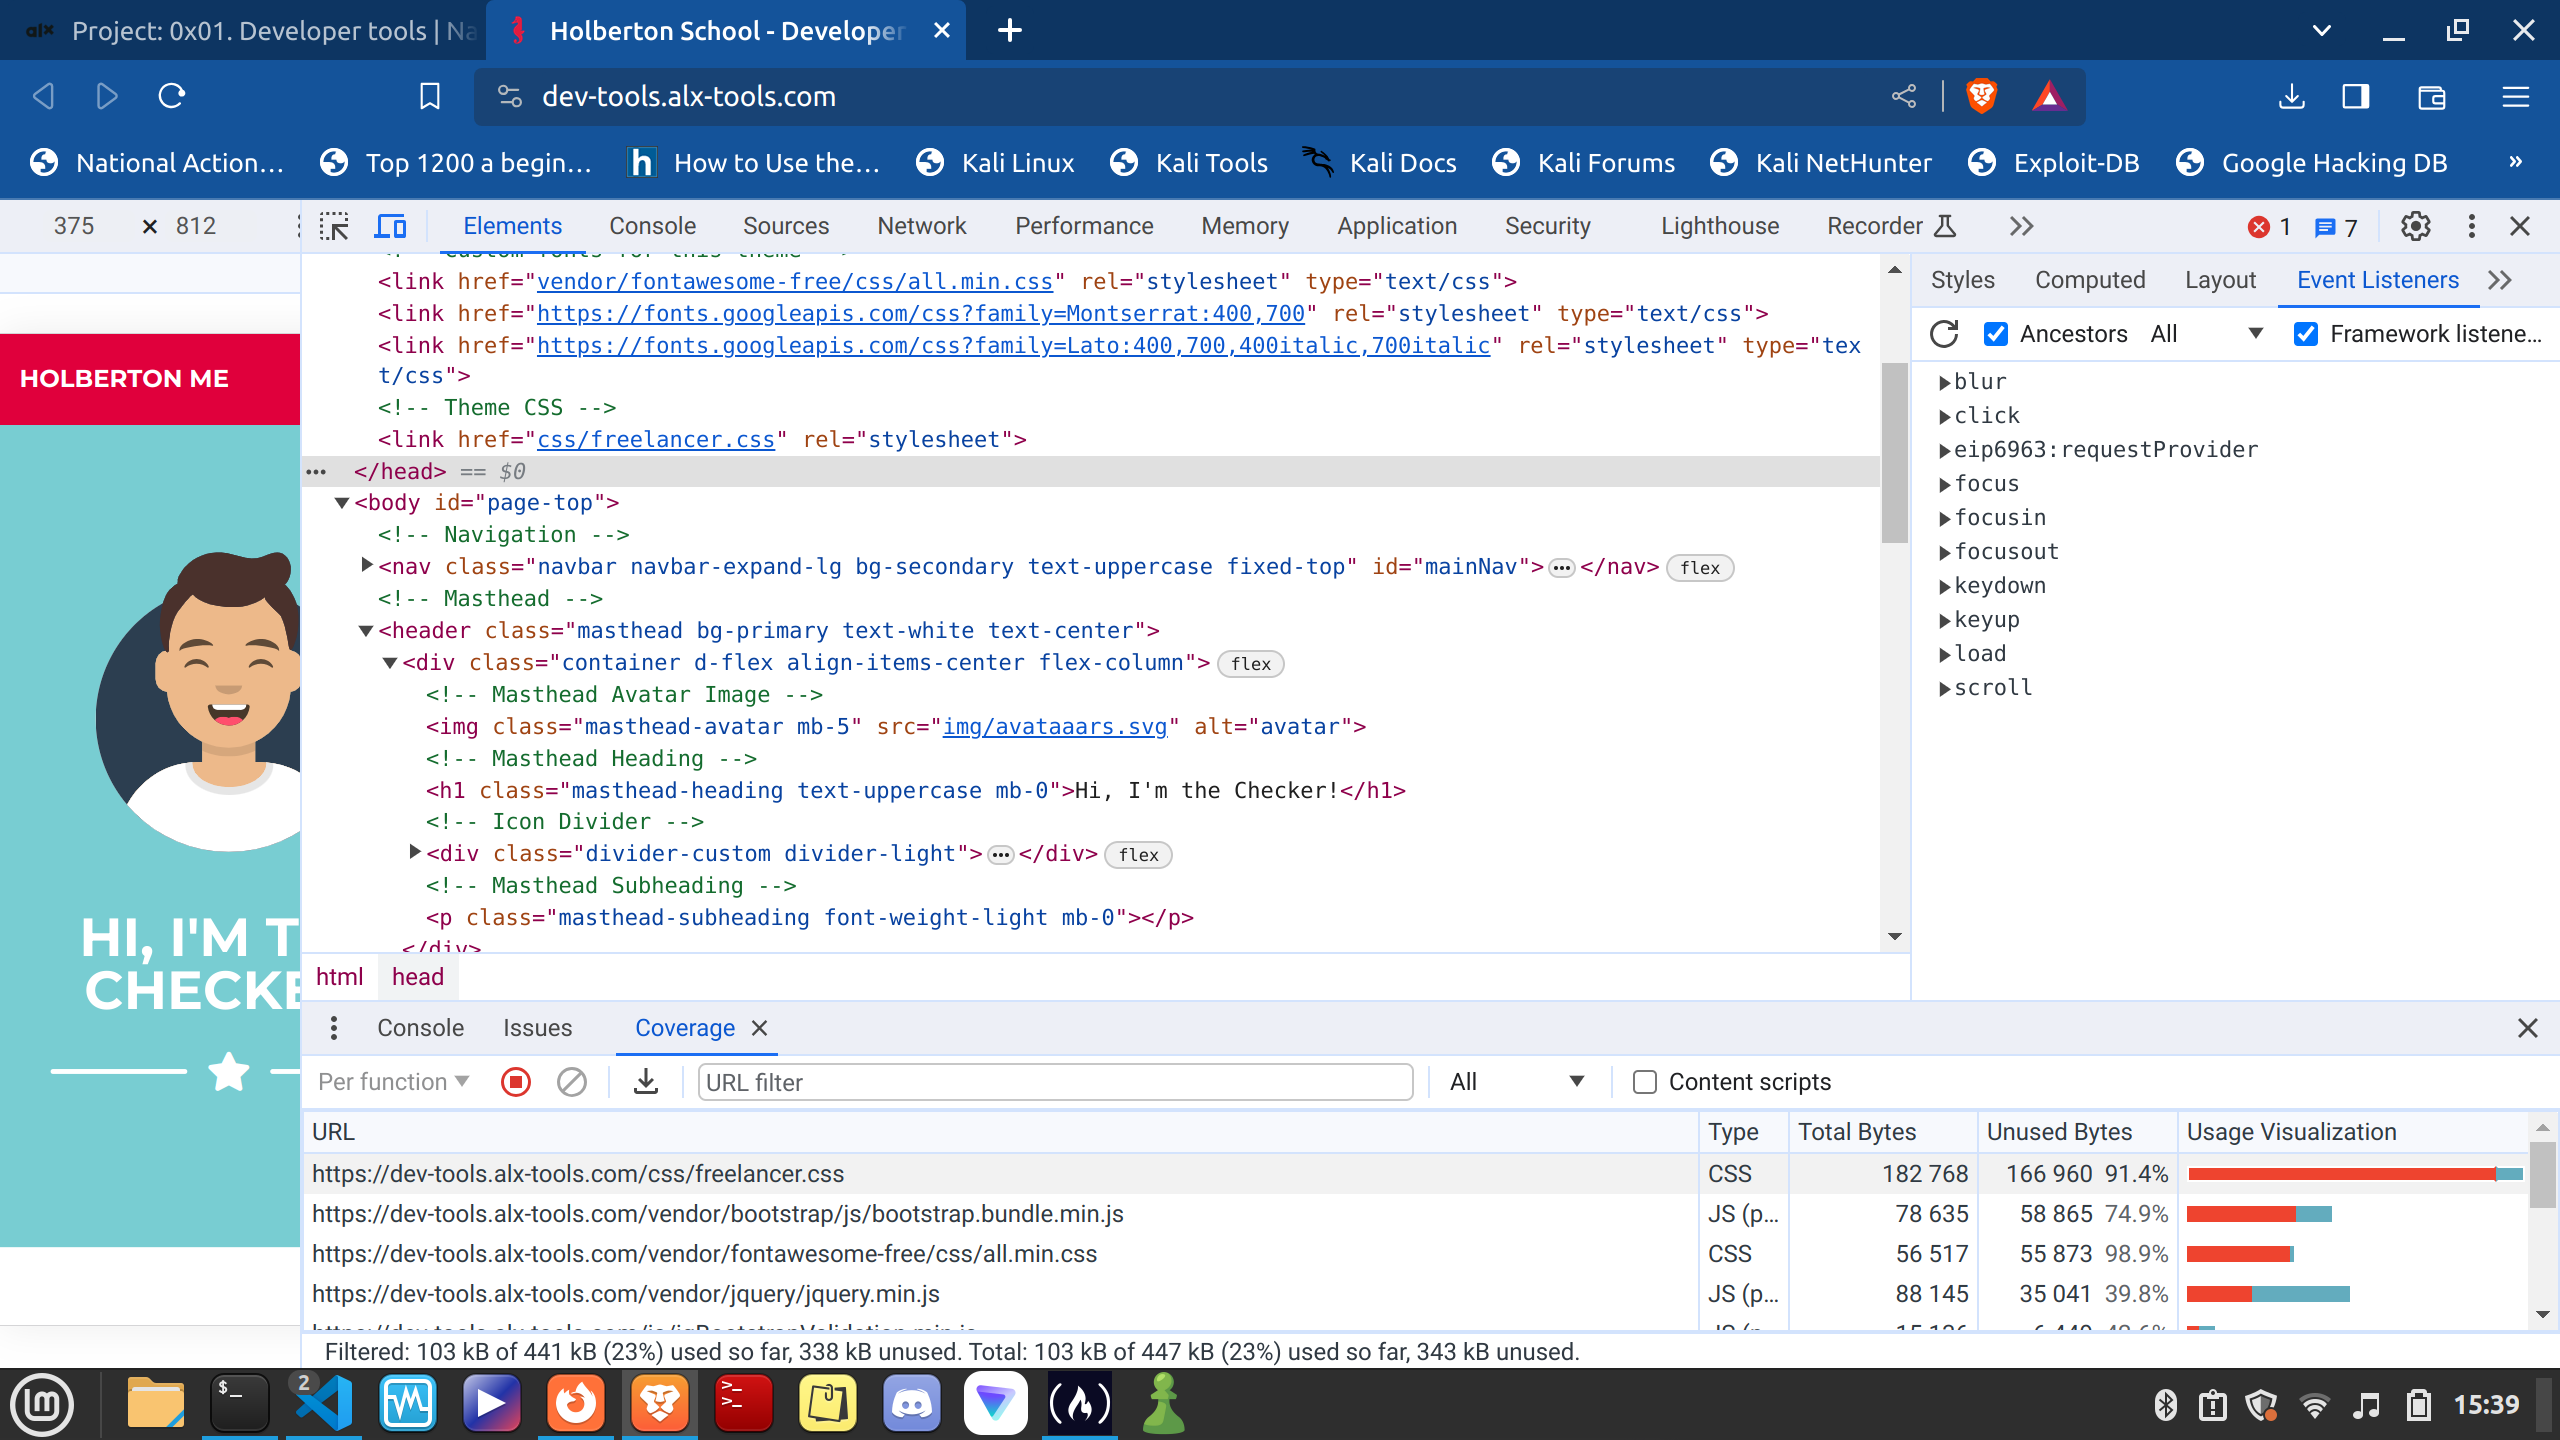 alx Project: 0x01. Developer tools | Na
Holberton School - Developer
dev-tools.alx-tools.com
National Action…
Top 1200 a begin…
h How to Use the…
Kali Linux
Kali Tools
Kali Docs
Kali Forums
Kali NetHunter
Exploit-DB
Google Hacking DB
»
375 × 812
Elements Console Sources Network Performance Memory Application Security Lighthouse Recorder
1 7
HOLBERTON ME
HI, I'M T
CHECKE
<link href="vendor/fontawesome-free/css/all.min.css" rel="stylesheet" type="text/css">
<link href="https://fonts.googleapis.com/css?family=Montserrat:400,700" rel="stylesheet" type="text/css">
<link href="https://fonts.googleapis.com/css?family=Lato:400,700,400italic,700italic" rel="stylesheet" type="tex
t/css">
<!-- Theme CSS -->
<link href="css/freelancer.css" rel="stylesheet">
</head> == $0
<body id="page-top">
<!-- Navigation -->
<nav class="navbar navbar-expand-lg bg-secondary text-uppercase fixed-top" id="mainNav">…</nav> flex
<!-- Masthead -->
<header class="masthead bg-primary text-white text-center">
<div class="container d-flex align-items-center flex-column"> flex
<!-- Masthead Avatar Image -->
<img class="masthead-avatar mb-5" src="img/avataaars.svg" alt="avatar">
<!-- Masthead Heading -->
<h1 class="masthead-heading text-uppercase mb-0">Hi, I'm the Checker!</h1>
<!-- Icon Divider -->
<div class="divider-custom divider-light">…</div> flex
<!-- Masthead Subheading -->
<p class="masthead-subheading font-weight-light mb-0"></p>
</div>
html head
Styles Computed Layout Event Listeners
Ancestors All Framework listene…
blur
click
eip6963:requestProvider
focus
focusin
focusout
keydown
keyup
load
scroll
Console Issues Coverage
Per function URL filter All Content scripts
URL Type Total Bytes Unused Bytes Usage Visualization
https://dev-tools.alx-tools.com/css/freelancer.css CSS 182 768 166 960 91.4%
https://dev-tools.alx-tools.com/vendor/bootstrap/js/bootstrap.bundle.min.js JS (p… 78 635 58 865 74.9%
https://dev-tools.alx-tools.com/vendor/fontawesome-free/css/all.min.css CSS 56 517 55 873 98.9%
https://dev-tools.alx-tools.com/vendor/jquery/jquery.min.js JS (p… 88 145 35 041 39.8%
Filtered: 103 kB of 441 kB (23%) used so far, 338 kB unused. Total: 103 kB of 447 kB (23%) used so far, 343 kB unused.
2
15:39